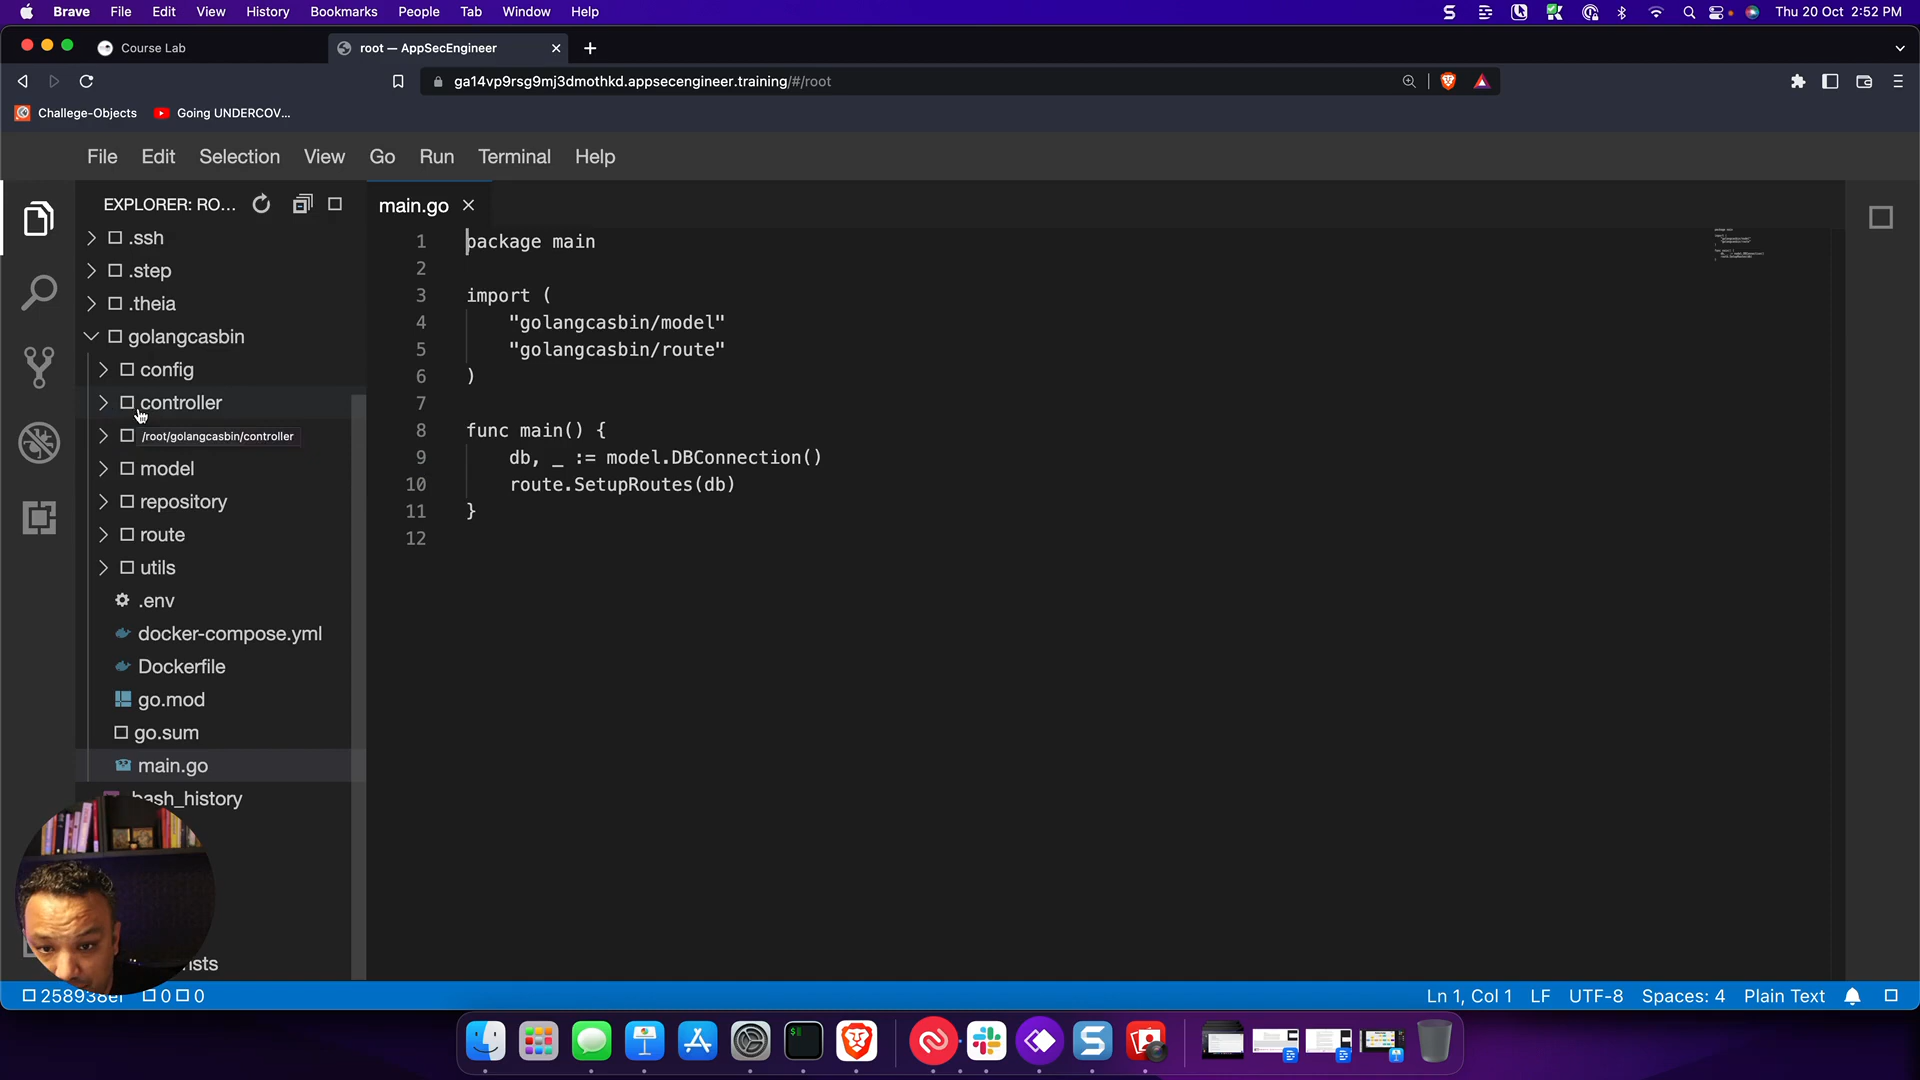 Brave File Edit View History Bookmarks People Tab Window Help Thu 20 Oct 2:52 PM
Course Lab root — AppSecEngineer
ga14vp9rsg9mj3dmothkd.appsecengineer.training/#/root
Challege-Objects Going UNDERCOV...
File Edit Selection View Go Run Terminal Help
EXPLORER: RO... main.go
.ssh
.step
.theia
golangcasbin
config
controller
/root/golangcasbin/controller
model
repository
route
utils
.env
docker-compose.yml
Dockerfile
go.mod
go.sum
main.go
bash_history
1 package main
2
3 import (
4 "golangcasbin/model"
5 "golangcasbin/route"
6 )
7
8 func main() {
9 db, _ := model.DBConnection()
10 route.SetupRoutes(db)
11 }
12
0 0 Ln 1, Col 1 LF UTF-8 Spaces: 4 Plain Text